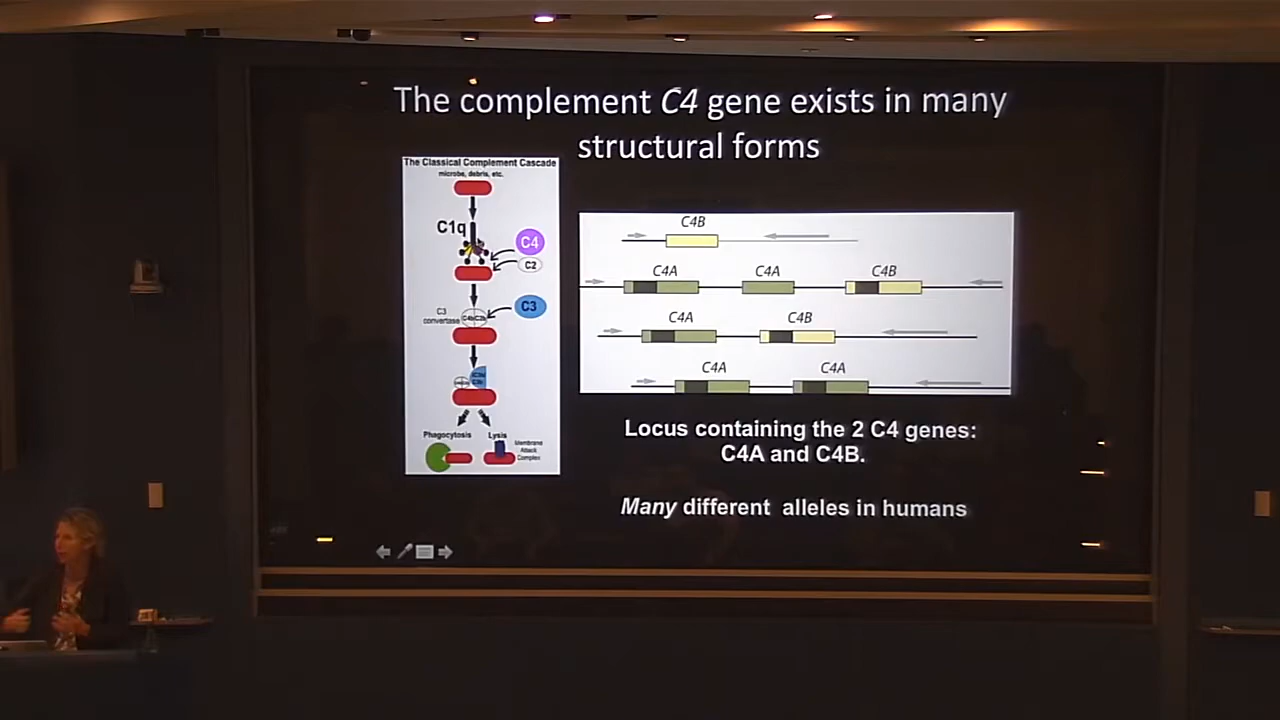 The complement C4 gene exists in many
structural forms
The Classical Complement Cascade
microbe, debris, etc.
C1q
C4
C2
C3
convertase
C3
Phagocytosis
Lysis
Membrane
Attack
Complex
C4B
C4A C4A C4B
C4A C4B
C4A C4A
Locus containing the 2 C4 genes:
C4A and C4B.
Many different alleles in humans